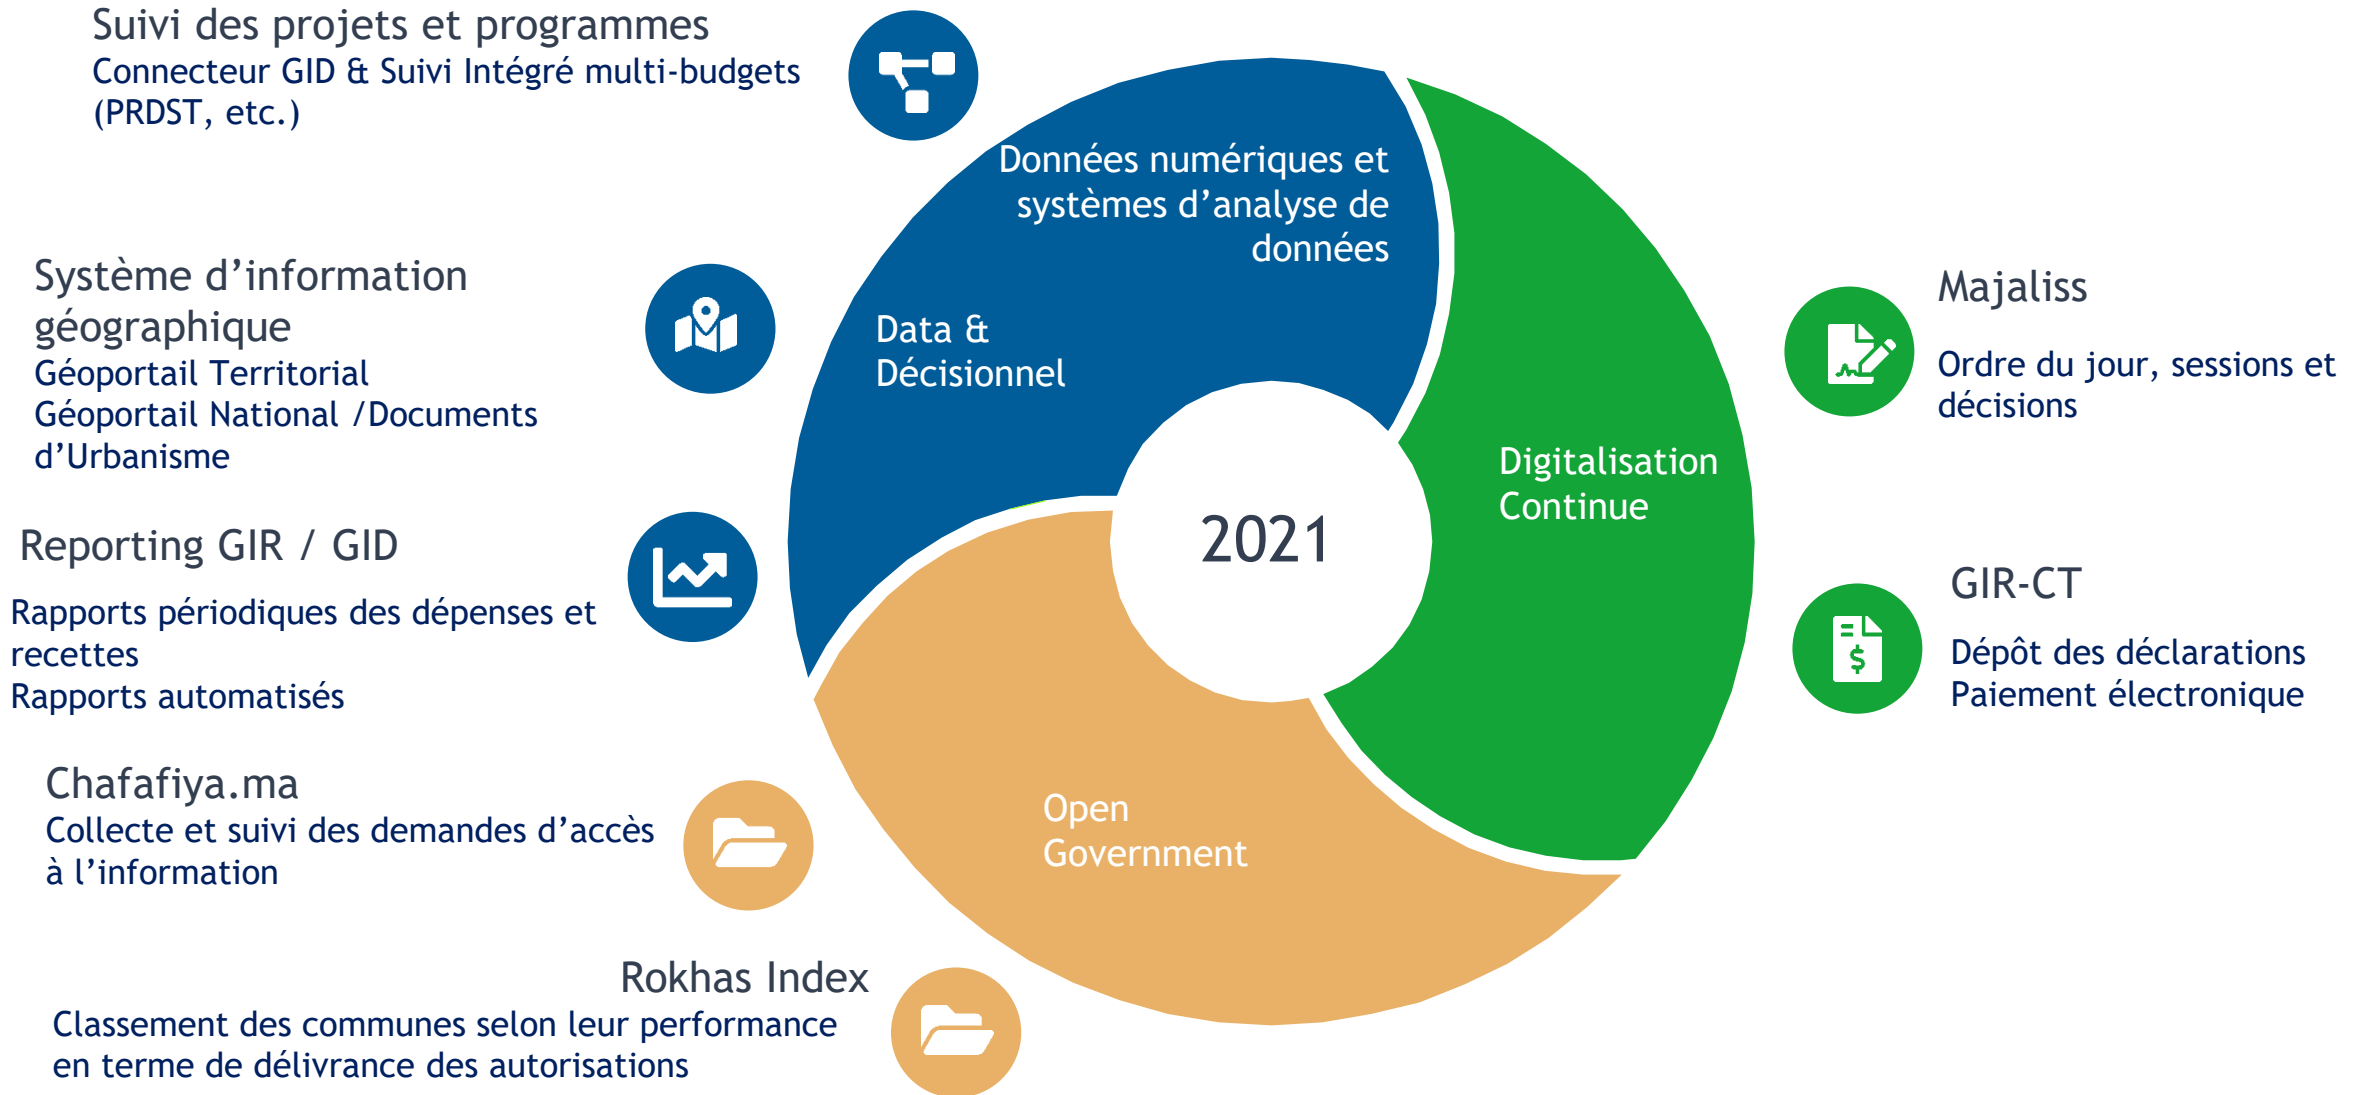 Suivi des projets et programmes
Connecteur GID & Suivi Intégré multi-budgets
(PRDST, etc.)
Données numériques et
systèmes d’analyse de
données
Système d’information
géographique
Géoportail Territorial
Géoportail National /Documents
d’Urbanisme
Data &
Décisionnel
Majaliss
Ordre du jour, sessions et
décisions
Digitalisation
Continue
2021
Reporting GIR / GID
Rapports périodiques des dépenses et
recettes
Rapports automatisés
GIR-CT
Dépôt des déclarations
Paiement électronique
Chafafiya.ma
Collecte et suivi des demandes d’accès
à l’information
Open
Government
Rokhas Index
Classement des communes selon leur performance
en terme de délivrance des autorisations